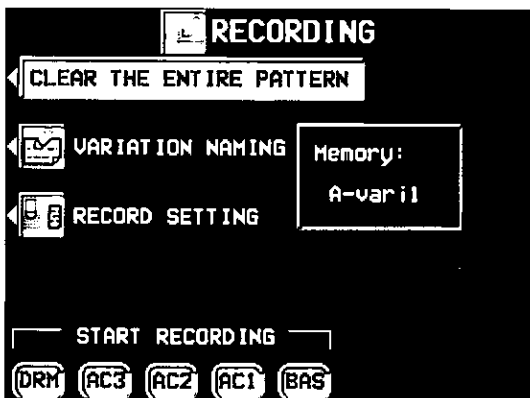 RECORDING
CLEAR THE ENTIRE PATTERN
VARIATION NAMING
Memory:
A-vari1
RECORD SETTING
START RECORDING
DRM AC3 AC2 AC1 BAS